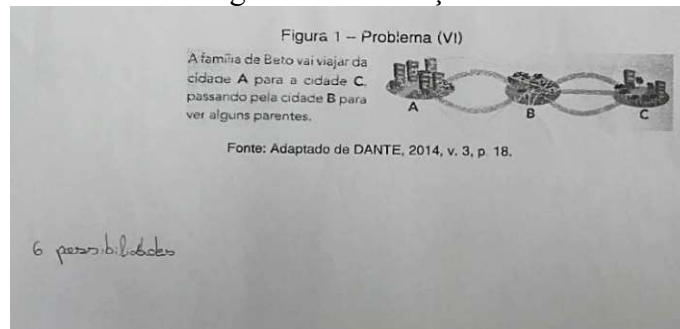 Figura 1 – Problema (VI)
A família de Beto vai viajar da
cidade A para a cidade C,
passando pela cidade B para
ver alguns parentes.
A
B
C
Fonte: Adaptado de DANTE, 2014, v. 3, p. 18.
6 possibilidades